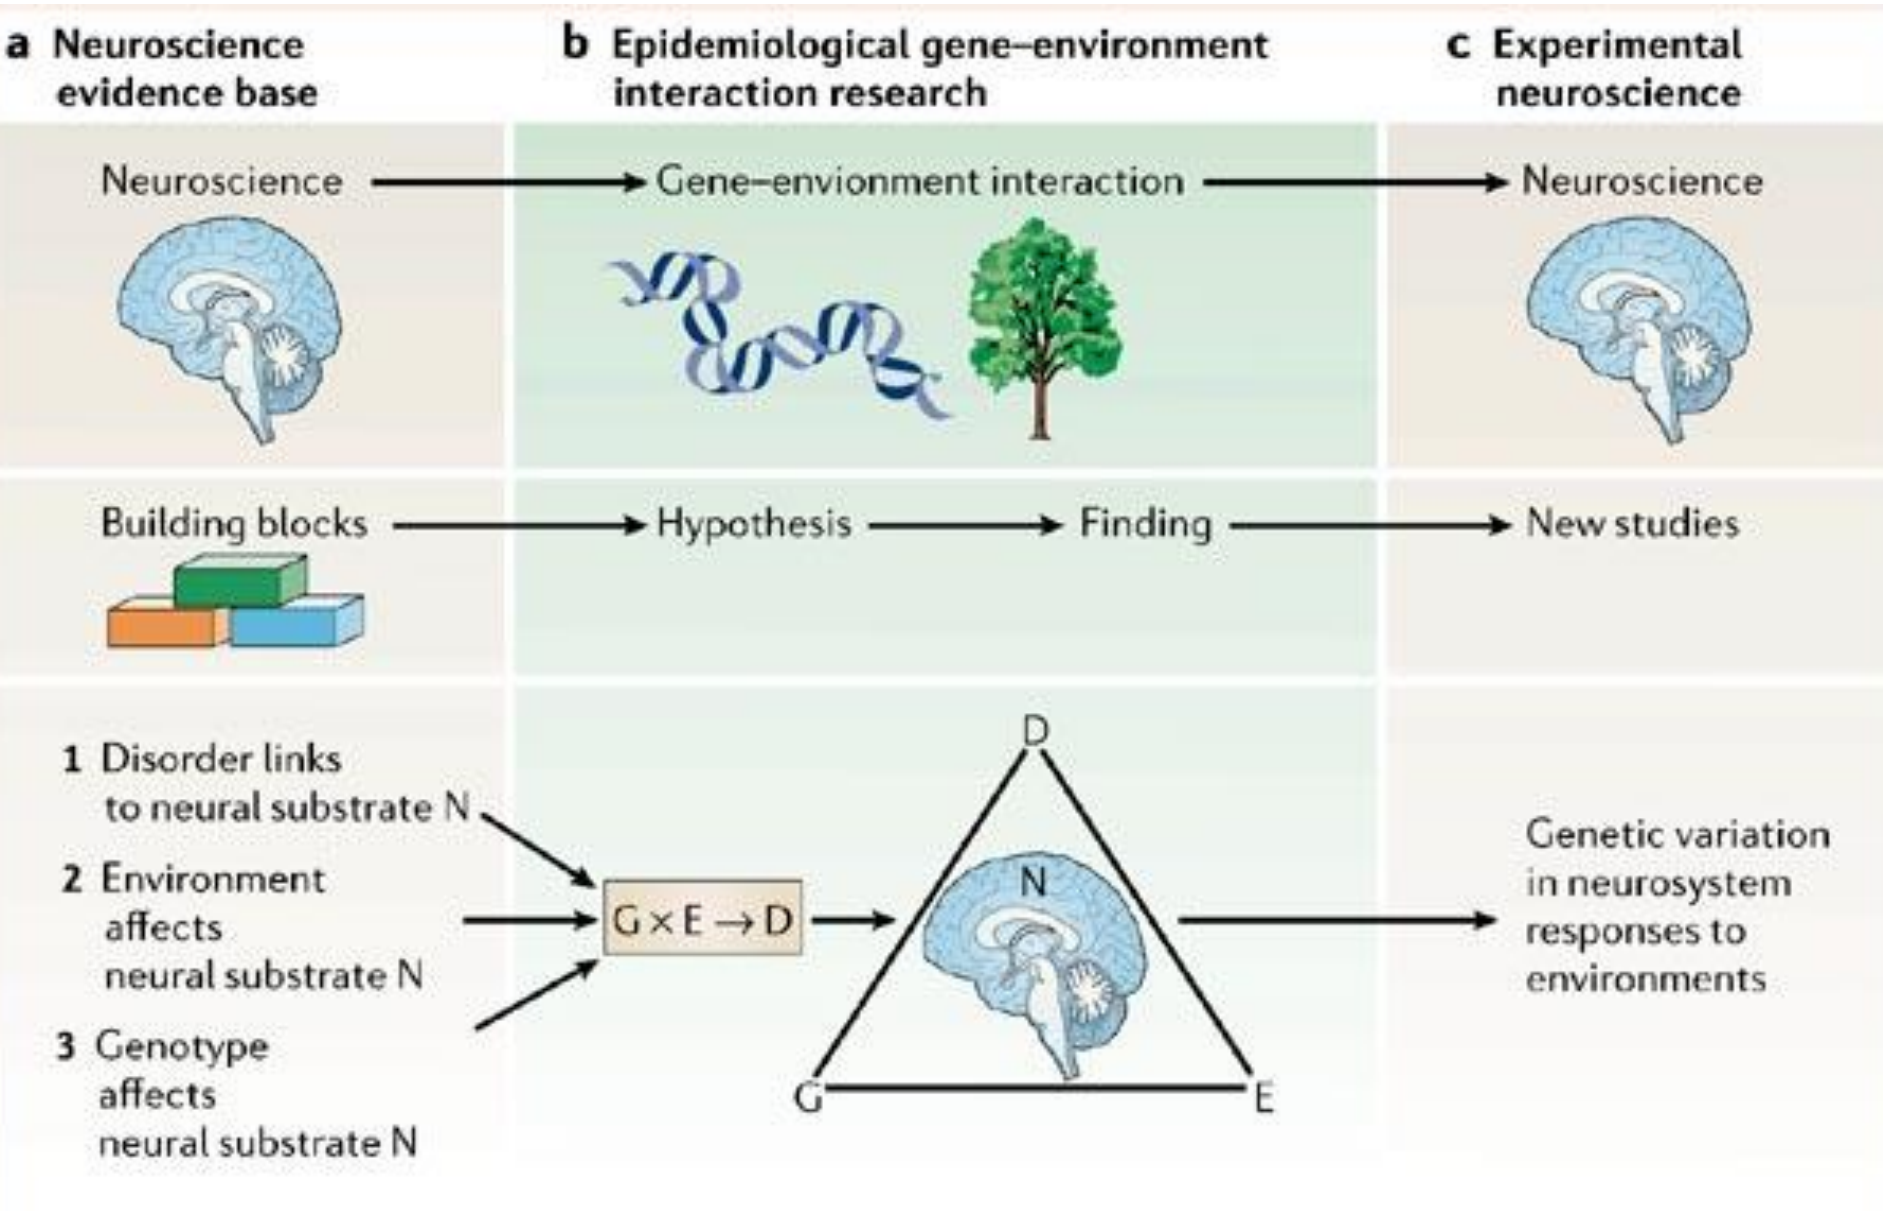 a Neuroscience
evidence base
b Epidemiological gene–environment
interaction research
c Experimental
neuroscience
Neuroscience
Gene–envionment interaction
Neuroscience
Building blocks
Hypothesis
Finding
New studies
1 Disorder links
to neural substrate N
2 Environment
affects
neural substrate N
3 Genotype
affects
neural substrate N
G × E → D
D
N
G
E
Genetic variation
in neurosystem
responses to
environments